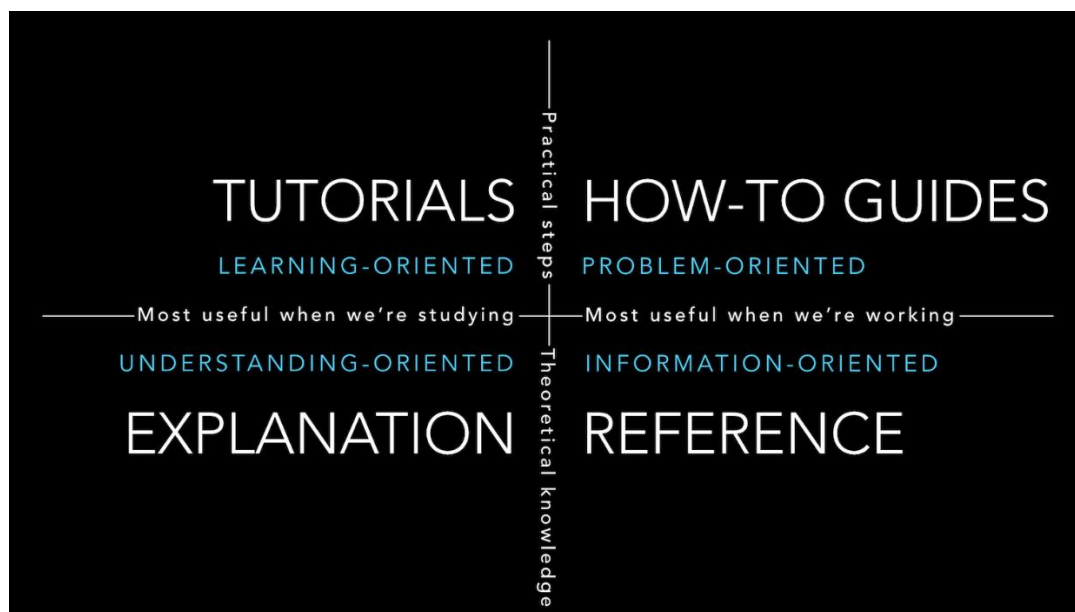 Practical steps
TUTORIALS
HOW-TO GUIDES
LEARNING-ORIENTED
PROBLEM-ORIENTED
Most useful when we're studying
Most useful when we're working
UNDERSTANDING-ORIENTED
INFORMATION-ORIENTED
EXPLANATION
REFERENCE
Theoretical knowledge